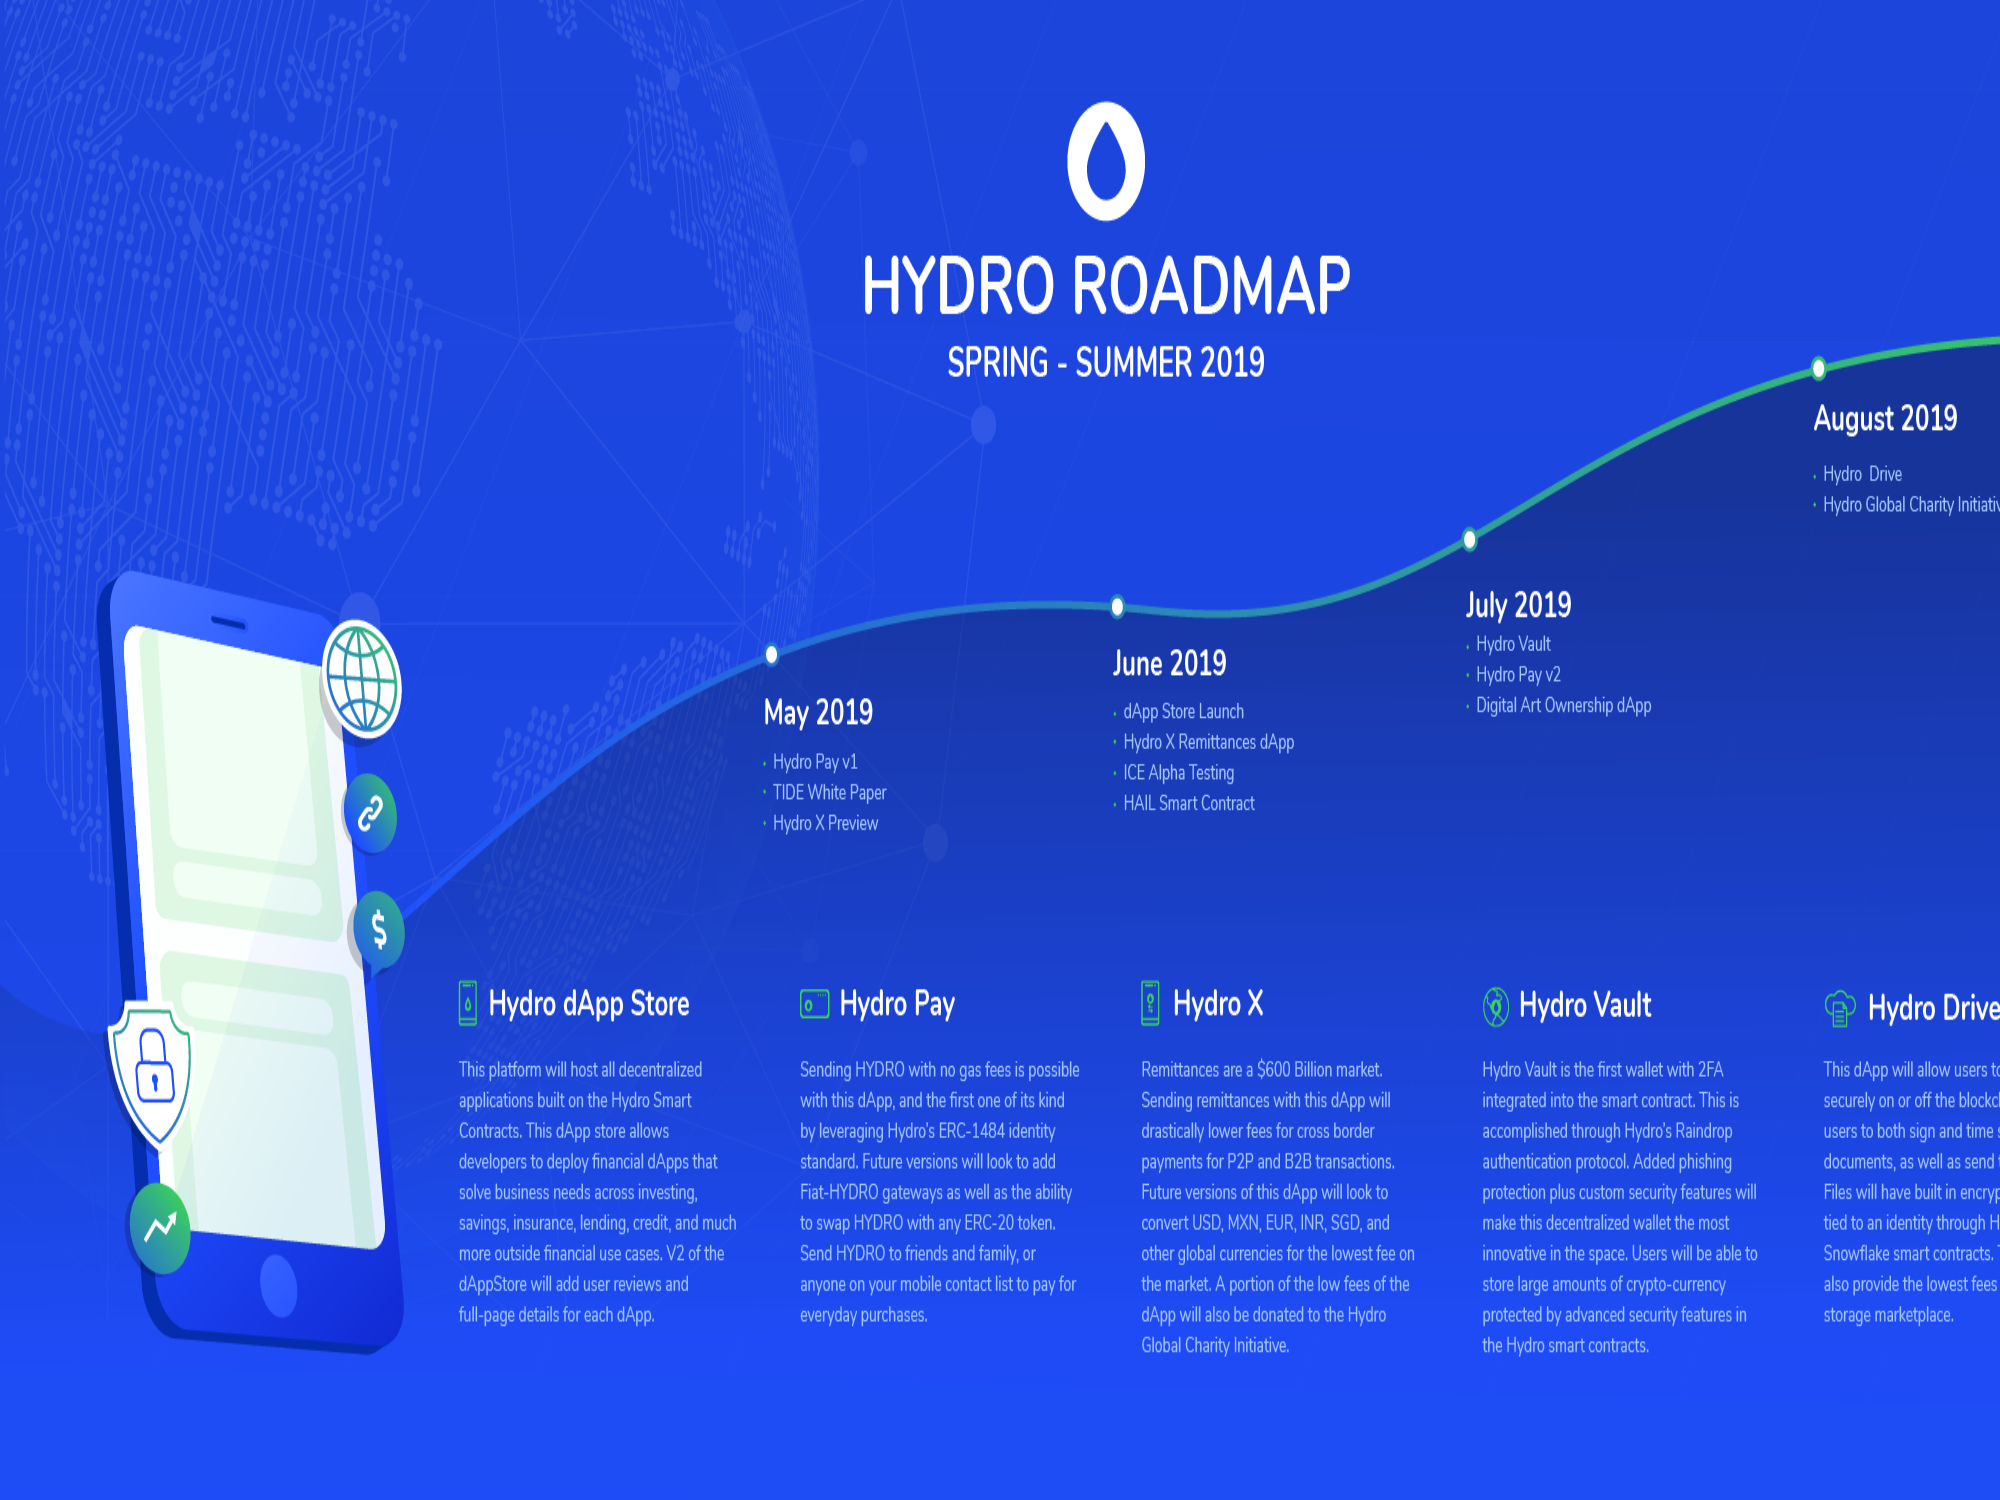 HYDRO ROADMAP
SPRING - SUMMER 2019
May 2019
Hydro Pay v1
TIDE White Paper
Hydro X Preview
June 2019
dApp Store Launch
Hydro X Remittances dApp
ICE Alpha Testing
HAIL Smart Contract
July 2019
Hydro Vault
Hydro Pay v2
Digital Art Ownership dApp
August 2019
Hydro Drive
Hydro Global Charity Initiativ
Hydro dApp Store
This platform will host all decentralized
applications built on the Hydro Smart
Contracts. This dApp store allows
developers to deploy financial dApps that
solve business needs across investing,
savings, insurance, lending, credit, and much
more outside financial use cases. V2 of the
dAppStore will add user reviews and
full-page details for each dApp.
Hydro Pay
Sending HYDRO with no gas fees is possible
with this dApp, and the first one of its kind
by leveraging Hydro's ERC-1484 identity
standard. Future versions will look to add
Fiat-HYDRO gateways as well as the ability
to swap HYDRO with any ERC-20 token.
Send HYDRO to friends and family, or
anyone on your mobile contact list to pay for
everyday purchases.
Hydro X
Remittances are a $600 Billion market.
Sending remittances with this dApp will
drastically lower fees for cross border
payments for P2P and B2B transactions.
Future versions of this dApp will look to
convert USD, MXN, EUR, INR, SGD, and
other global currencies for the lowest fee on
the market. A portion of the low fees of the
dApp will also be donated to the Hydro
Global Charity Initiative.
Hydro Vault
Hydro Vault is the first wallet with 2FA
integrated into the smart contract. This is
accomplished through Hydro's Raindrop
authentication protocol. Added phishing
protection plus custom security features will
make this decentralized wallet the most
innovative in the space. Users will be able to
store large amounts of crypto-currency
protected by advanced security features in
the Hydro smart contracts.
Hydro Drive
This dApp will allow users to
securely on or off the blockc
users to both sign and time s
documents, as well as send
Files will have built in encryp
tied to an identity through H
Snowflake smart contracts.
also provide the lowest fees
storage marketplace.